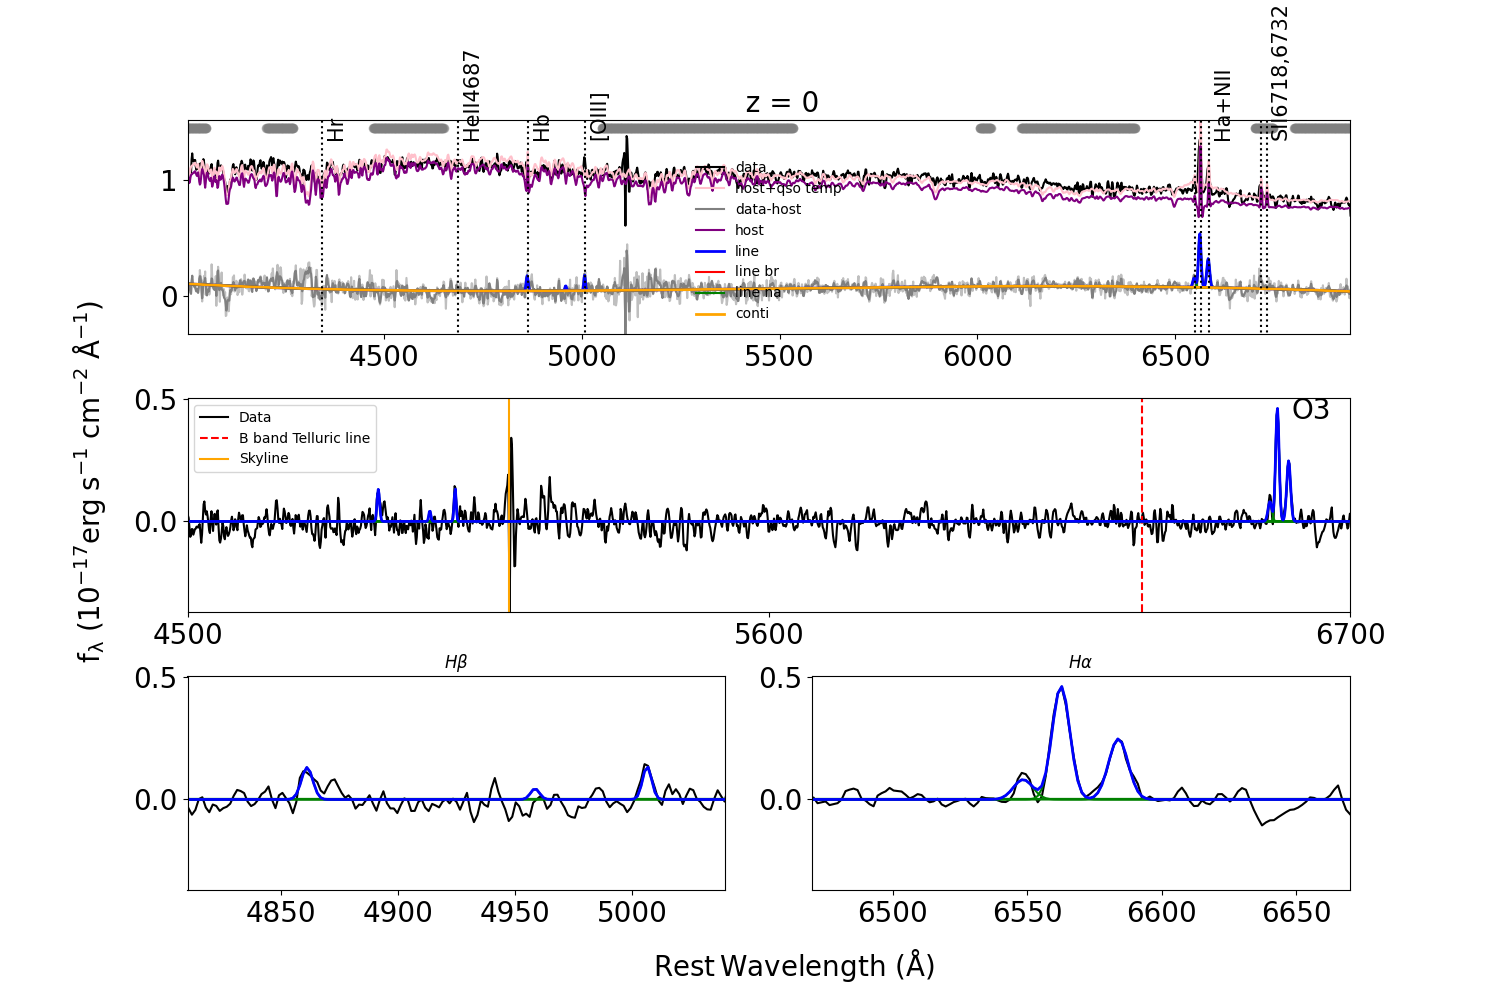 z = 0
Hr
HeII4687
Hb
[OIII]
Ha+NII
SII6718,6732
data
host+qso temp
data-host
host
line
line br
line na
conti
1
0
4500 5000 5500 6000 6500
Data
B band Telluric line
Skyline
O3
0.5
0.0
4500 5600 6700
fλ (10⁻¹⁷erg s⁻¹ cm⁻² Å⁻¹)
Hβ
0.5
0.0
4850 4900 4950 5000
Hα
0.5
0.0
6500 6550 6600 6650
Rest Wavelength (Å)